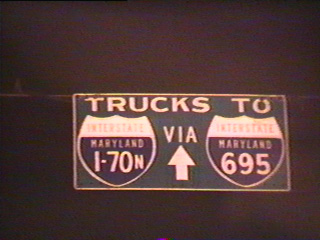 TRUCKS TO
INTERSTATE
MARYLAND
I-70N
VIA
INTERSTATE
MARYLAND
695